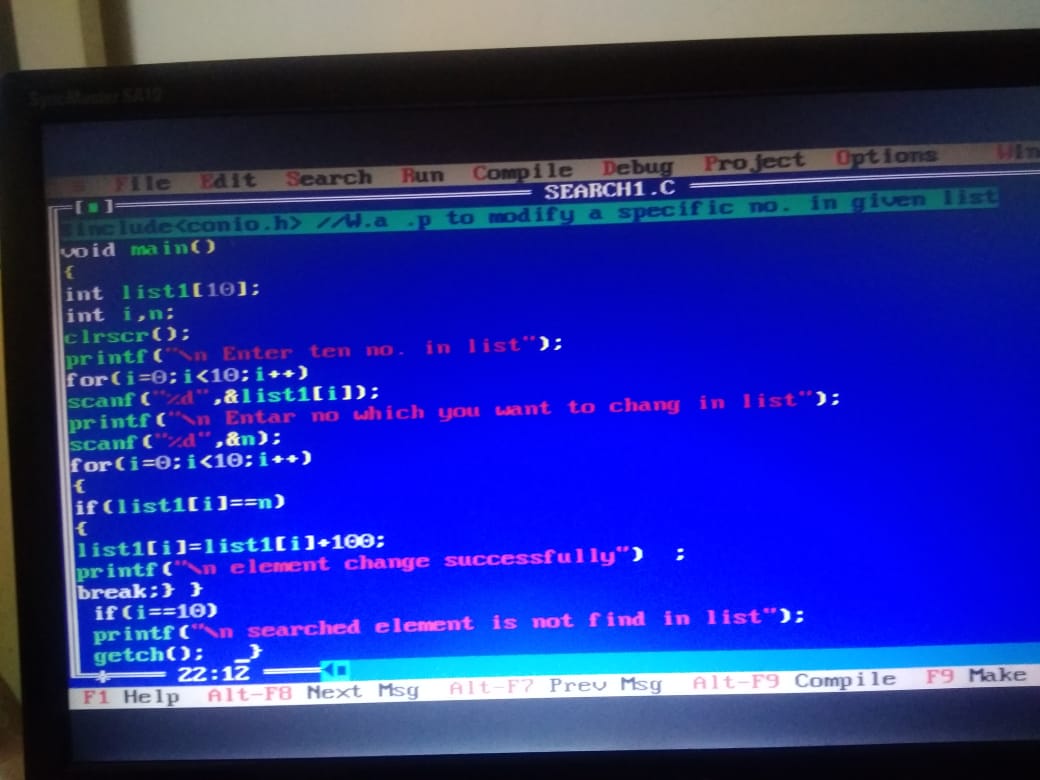 SyncMaster SA10
File Edit Search Run Compile Debug Project Options Win
[■] SEARCH1.C
#include<conio.h> //W.a .p to modify a specific no. in given list
void main()
{
int list1[10];
int i,n;
clrscr();
printf("\n Enter ten no. in list");
for(i=0;i<10;i++)
scanf("%d",&list1[i]);
printf("\n Entar no which you want to chang in list");
scanf("%d",&n);
for(i=0;i<10;i++)
{
if(list1[i]==n)
{
list1[i]=list1[i]+100;
printf("\n element change successfully")  ;
break;} }
if(i==10)
printf("\n searched element is not find in list");
getch();  _}
* 22:12
F1 Help Alt-F8 Next Msg Alt-F7 Prev Msg Alt-F9 Compile F9 Make